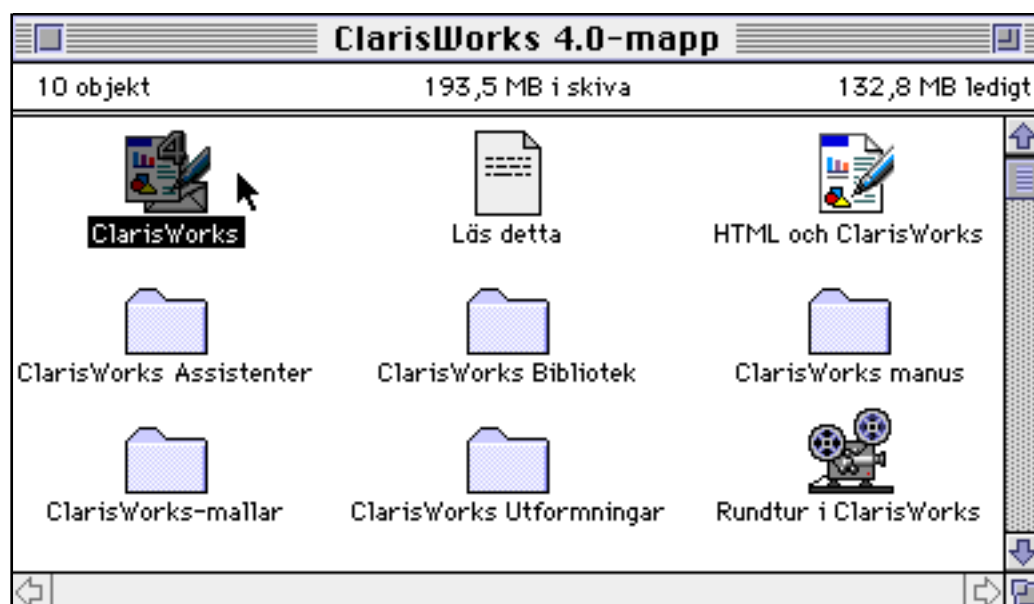 ClarisWorks 4.0-mapp
10 objekt 193,5 MB i skiva 132,8 MB ledigt
4
ClarisWorks Läs detta HTML och ClarisWorks
ClarisWorks Assistenter ClarisWorks Bibliotek ClarisWorks manus
ClarisWorks-mallar ClarisWorks Utformningar Rundtur i ClarisWorks